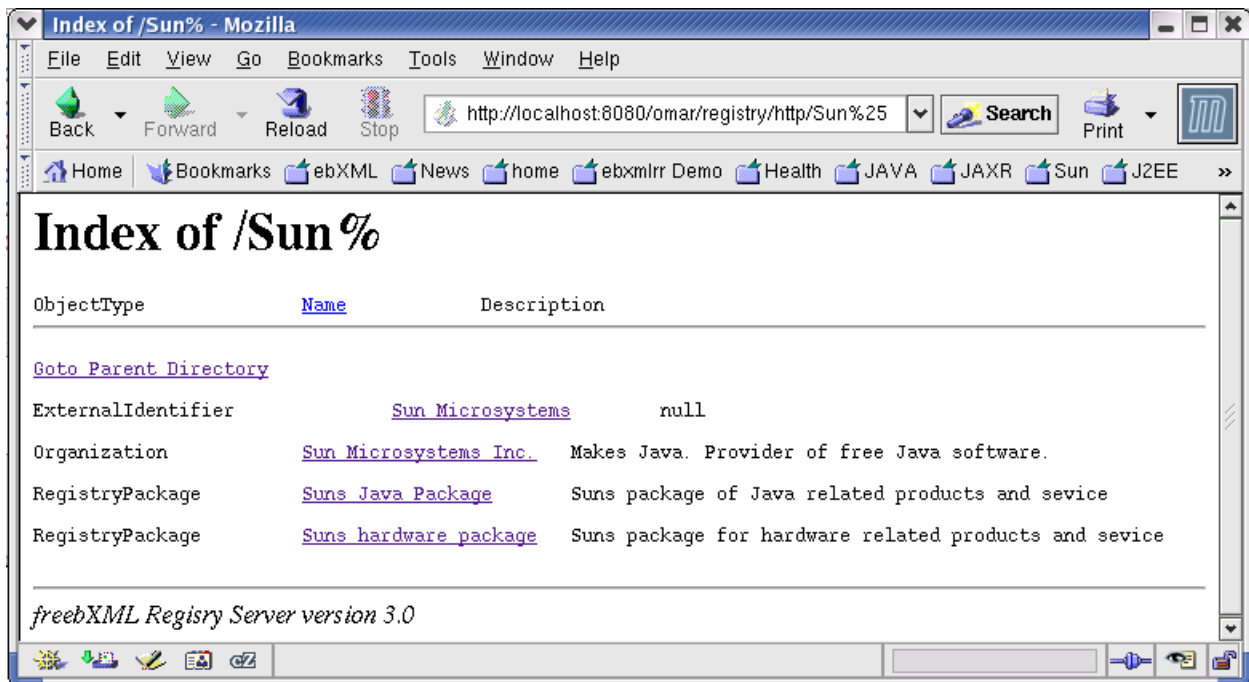 Index of /Sun% - Mozilla
File Edit View Go Bookmarks Tools Window Help
Back Forward Reload Stop http://localhost:8080/omar/registry/http/Sun%25 Search Print
Home Bookmarks ebXML News home ebxmlrr Demo Health JAVA JAXR Sun J2EE »
Index of /Sun%
ObjectType Name Description
Goto Parent Directory
ExternalIdentifier Sun Microsystems null
Organization Sun Microsystems Inc. Makes Java. Provider of free Java software.
RegistryPackage Suns Java Package Suns package of Java related products and sevice
RegistryPackage Suns hardware package Suns package for hardware related products and sevice
freebXML Regisry Server version 3.0